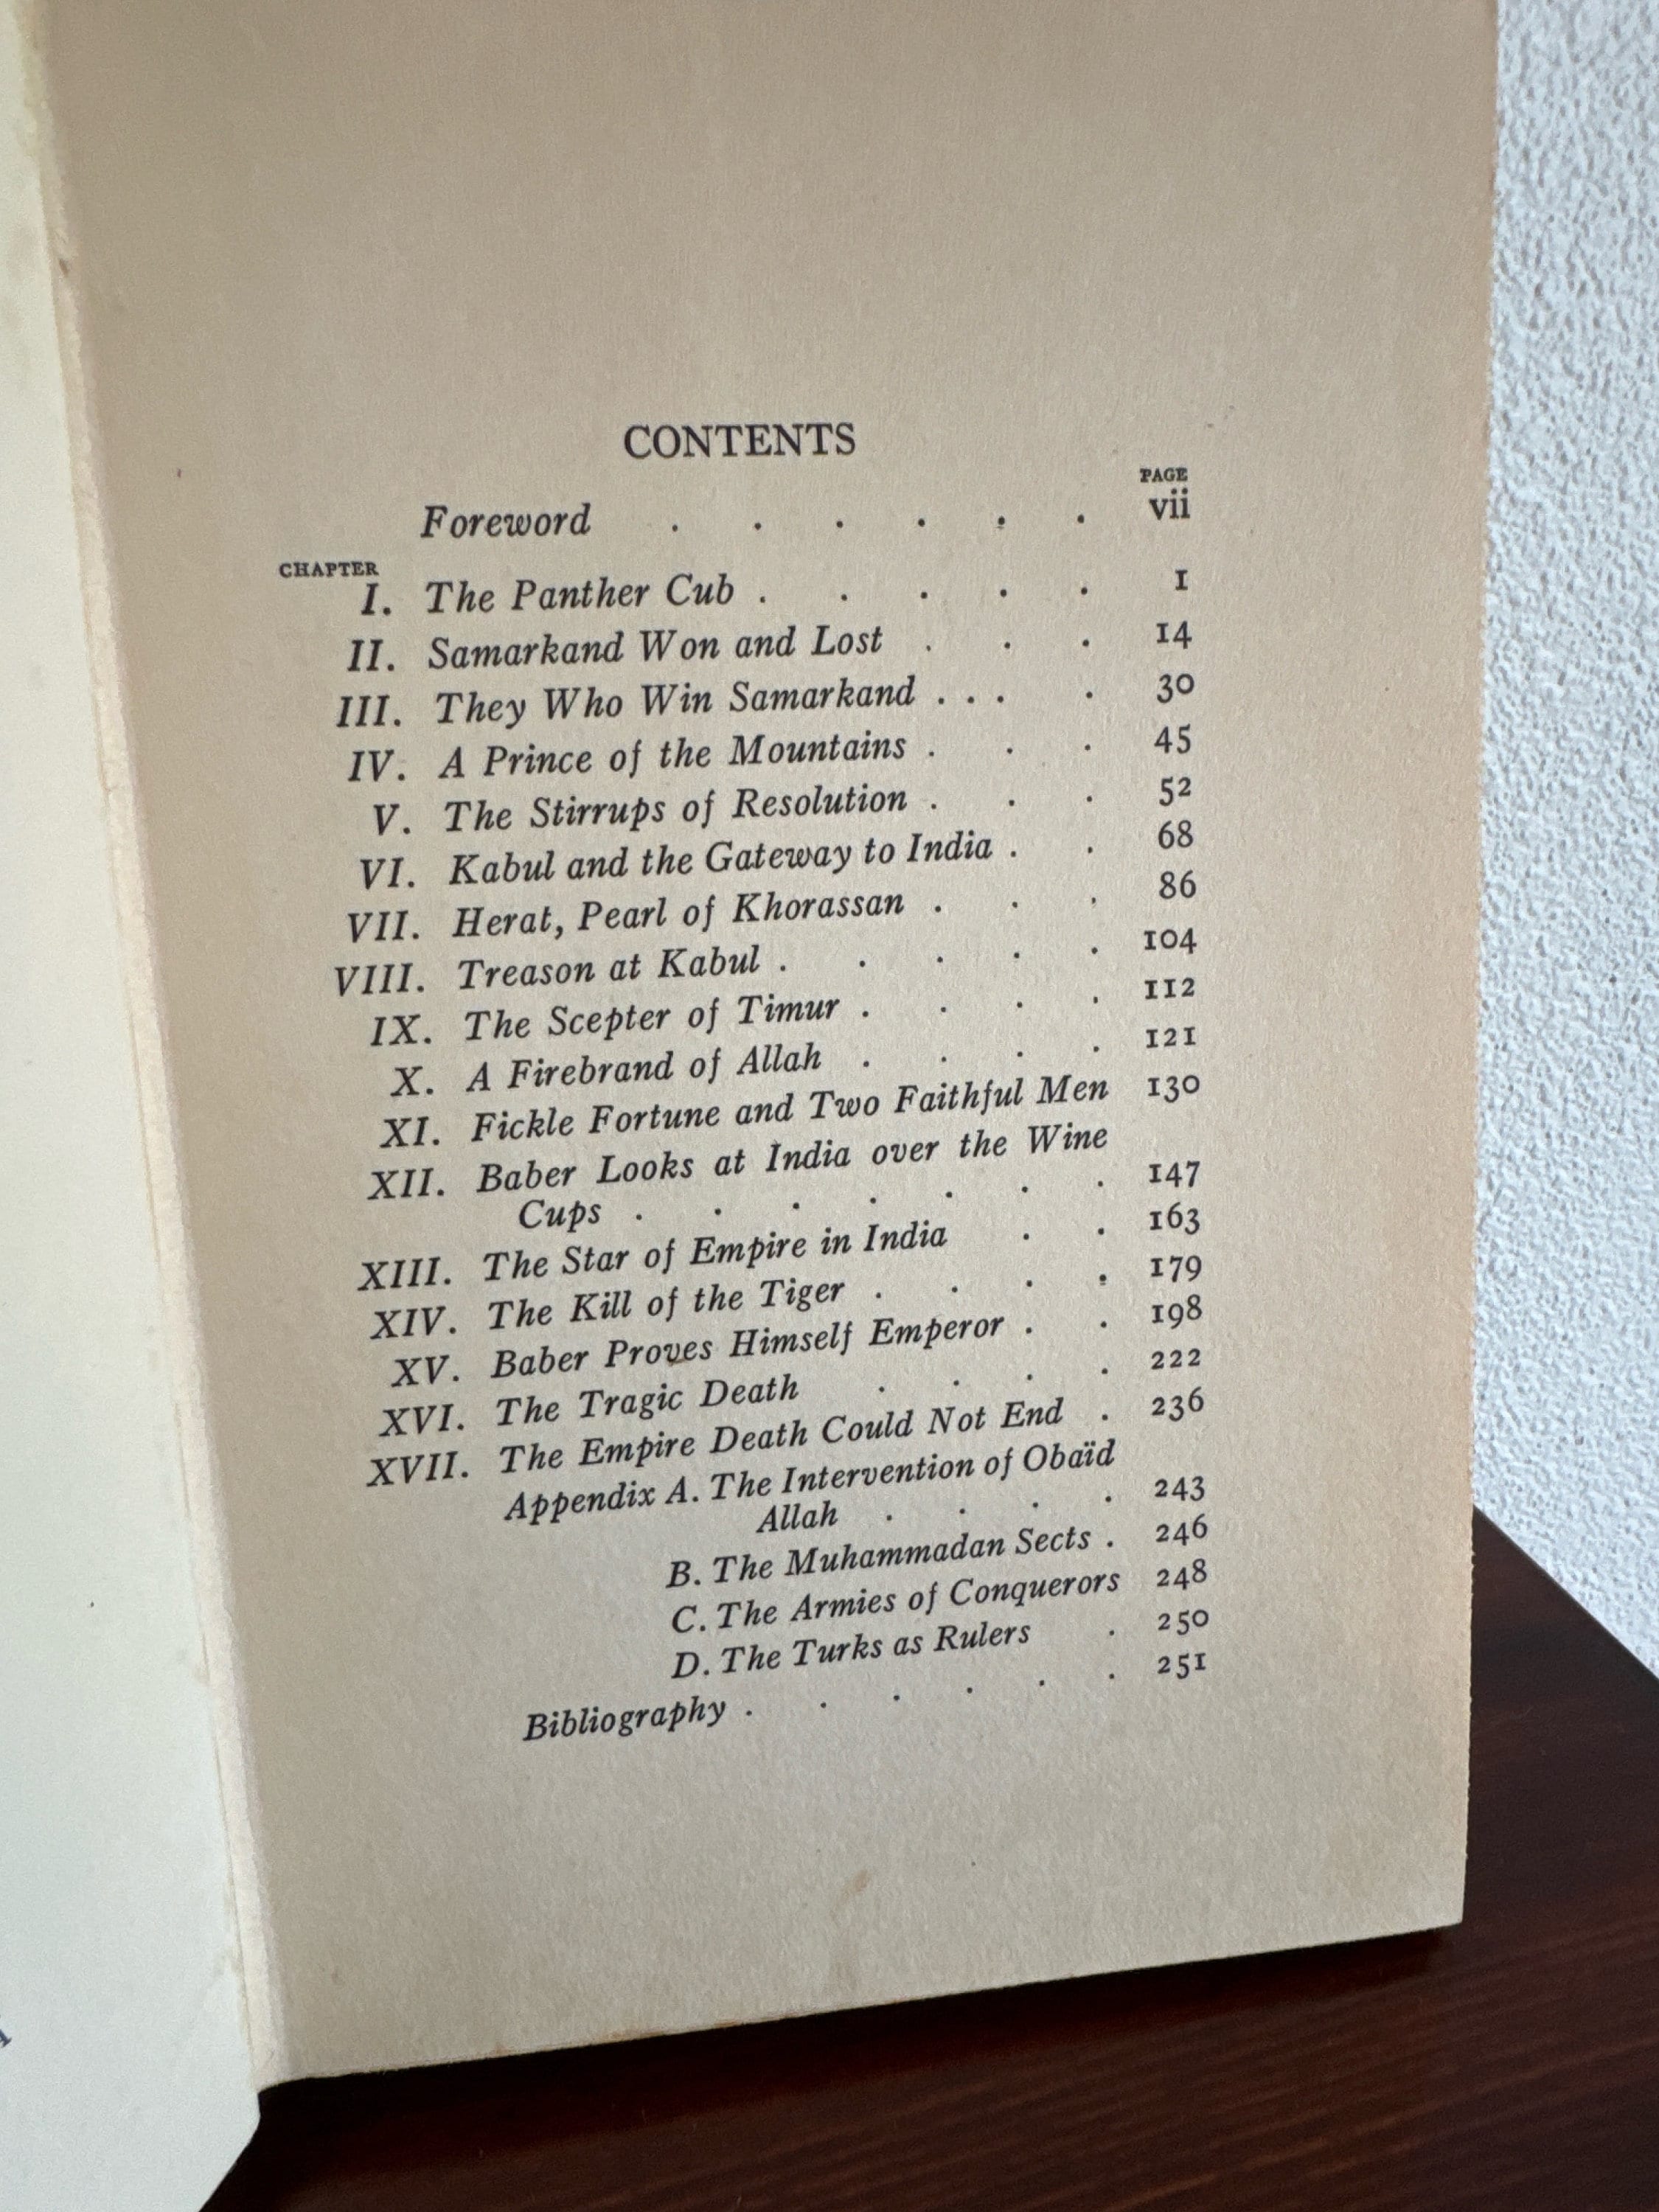 CONTENTS
PAGE
Foreword . . . . . . vii
CHAPTER
I. The Panther Cub . . . . . 1
II. Samarkand Won and Lost . . . 14
III. They Who Win Samarkand . . . . 30
IV. A Prince of the Mountains . . . 45
V. The Stirrups of Resolution . . . 52
VI. Kabul and the Gateway to India . . 68
VII. Herat, Pearl of Khorassan . . . 86
VIII. Treason at Kabul . . . . . 104
IX. The Scepter of Timur . . . . 112
X. A Firebrand of Allah . . . . 121
XI. Fickle Fortune and Two Faithful Men 130
XII. Baber Looks at India over the Wine
Cups . . . . . . . 147
XIII. The Star of Empire in India . . 163
XIV. The Kill of the Tiger . . . . 179
XV. Baber Proves Himself Emperor . . 198
XVI. The Tragic Death . . . . 222
XVII. The Empire Death Could Not End . 236
Appendix A. The Intervention of Obaïd
Allah . . . . 243
B. The Muhammadan Sects . 246
C. The Armies of Conquerors 248
D. The Turks as Rulers . 250
Bibliography . . . . . . 251